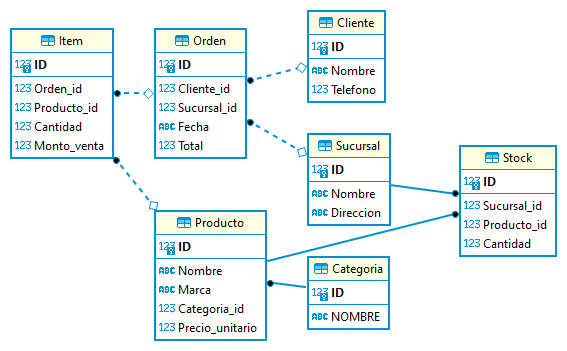 Item
123 ID
123 Orden_id
123 Producto_id
123 Cantidad
123 Monto_venta
Orden
123 ID
123 Cliente_id
123 Sucursal_id
ABC Fecha
123 Total
Cliente
123 ID
ABC Nombre
123 Telefono
Sucursal
123 ID
ABC Nombre
ABC Direccion
Stock
123 ID
123 Sucursal_id
123 Producto_id
123 Cantidad
Producto
123 ID
ABC Nombre
ABC Marca
123 Categoria_id
123 Precio_unitario
Categoria
123 ID
ABC NOMBRE